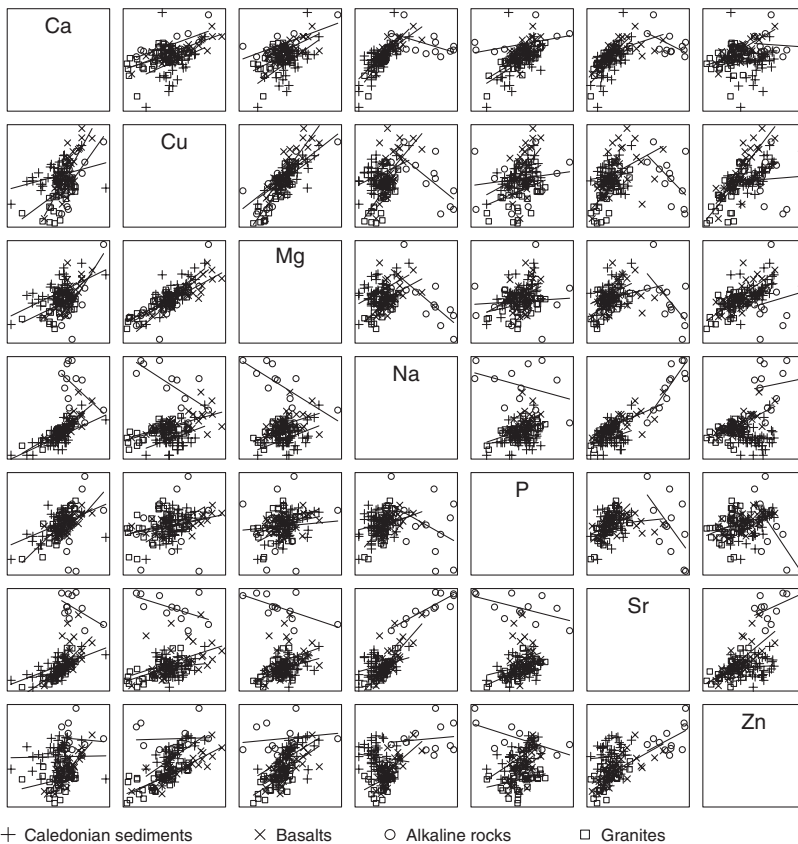 Ca
Cu
Mg
Na
P
Sr
Zn
Caledonian sediments Basalts Alkaline rocks Granites